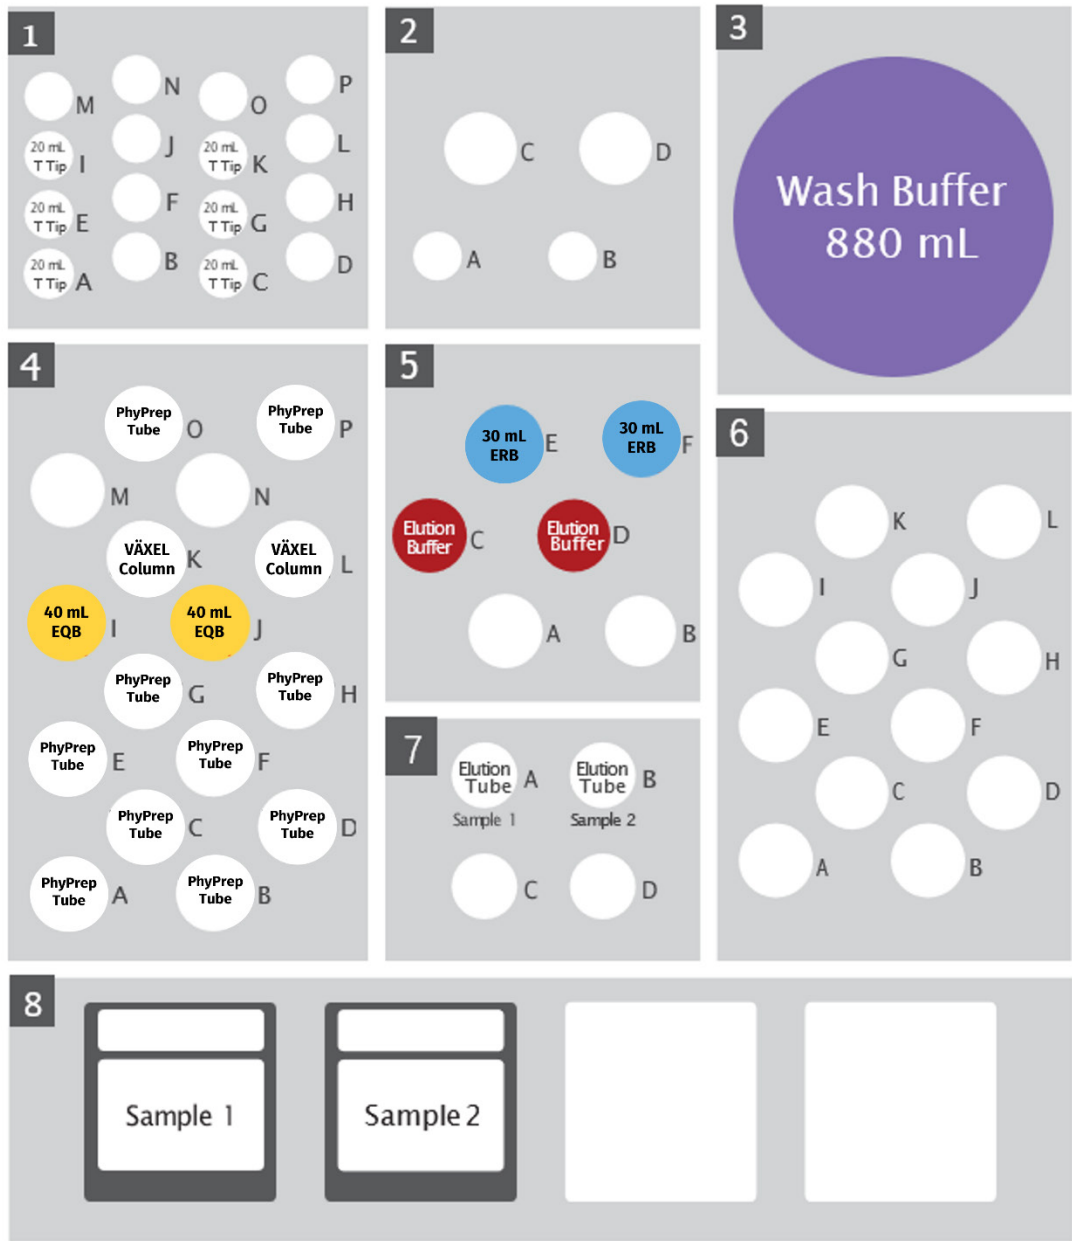 1
M
N
O
P
20 mL
T Tip
I
J
20 mL
T Tip
K
L
20 mL
T Tip
E
F
20 mL
T Tip
G
H
20 mL
T Tip
A
B
20 mL
T Tip
C
D
2
C
D
A
B
3
Wash Buffer
880 mL
4
PhyPrep
Tube
O
PhyPrep
Tube
P
M
N
VÄXEL
Column
K
VÄXEL
Column
L
40 mL
EQB
I
40 mL
EQB
J
PhyPrep
Tube
G
PhyPrep
Tube
H
PhyPrep
Tube
E
PhyPrep
Tube
F
PhyPrep
Tube
C
PhyPrep
Tube
D
PhyPrep
Tube
A
PhyPrep
Tube
B
5
30 mL
ERB
E
30 mL
ERB
F
Elution
Buffer
C
Elution
Buffer
D
A
B
6
K
L
I
J
G
H
E
F
C
D
A
B
7
Elution
Tube
A
Elution
Tube
B
Sample 1
Sample 2
C
D
8
Sample 1
Sample 2